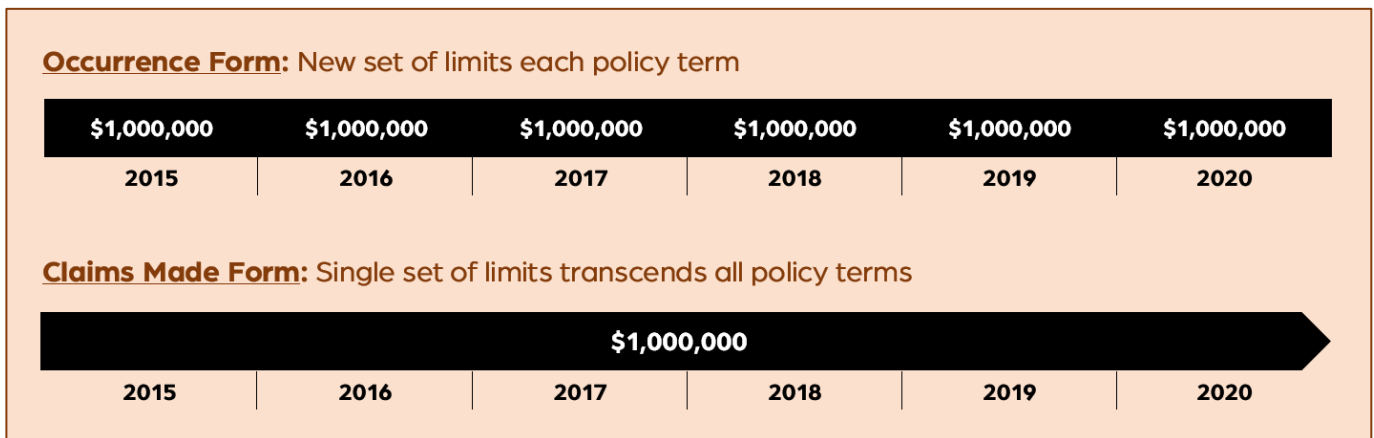 Occurrence Form: New set of limits each policy term
$1,000,000 $1,000,000 $1,000,000 $1,000,000 $1,000,000 $1,000,000
2015 2016 2017 2018 2019 2020
Claims Made Form: Single set of limits transcends all policy terms
$1,000,000
2015 2016 2017 2018 2019 2020